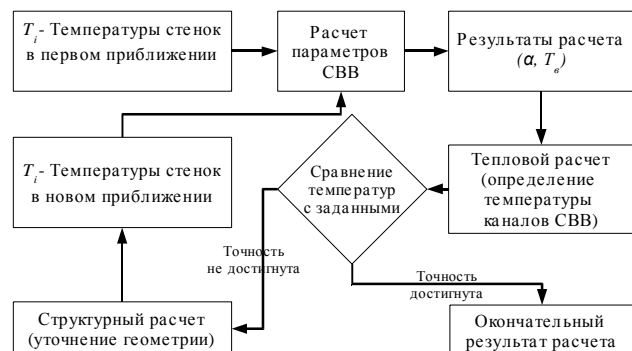 T_i - Температуры стенок
в первом приближении
Расчет
параметров
СВВ
Результаты расчета
(α, T_в)
T_i - Температуры стенок
в новом приближении
Сравнение
температур
с заданными
Тепловой расчет
(определение
температуры
каналов СВВ)
Точность
не достигнута
Точность
достигнута
Структурный расчет
(уточнение геометрии)
Окончательный
результат расчета